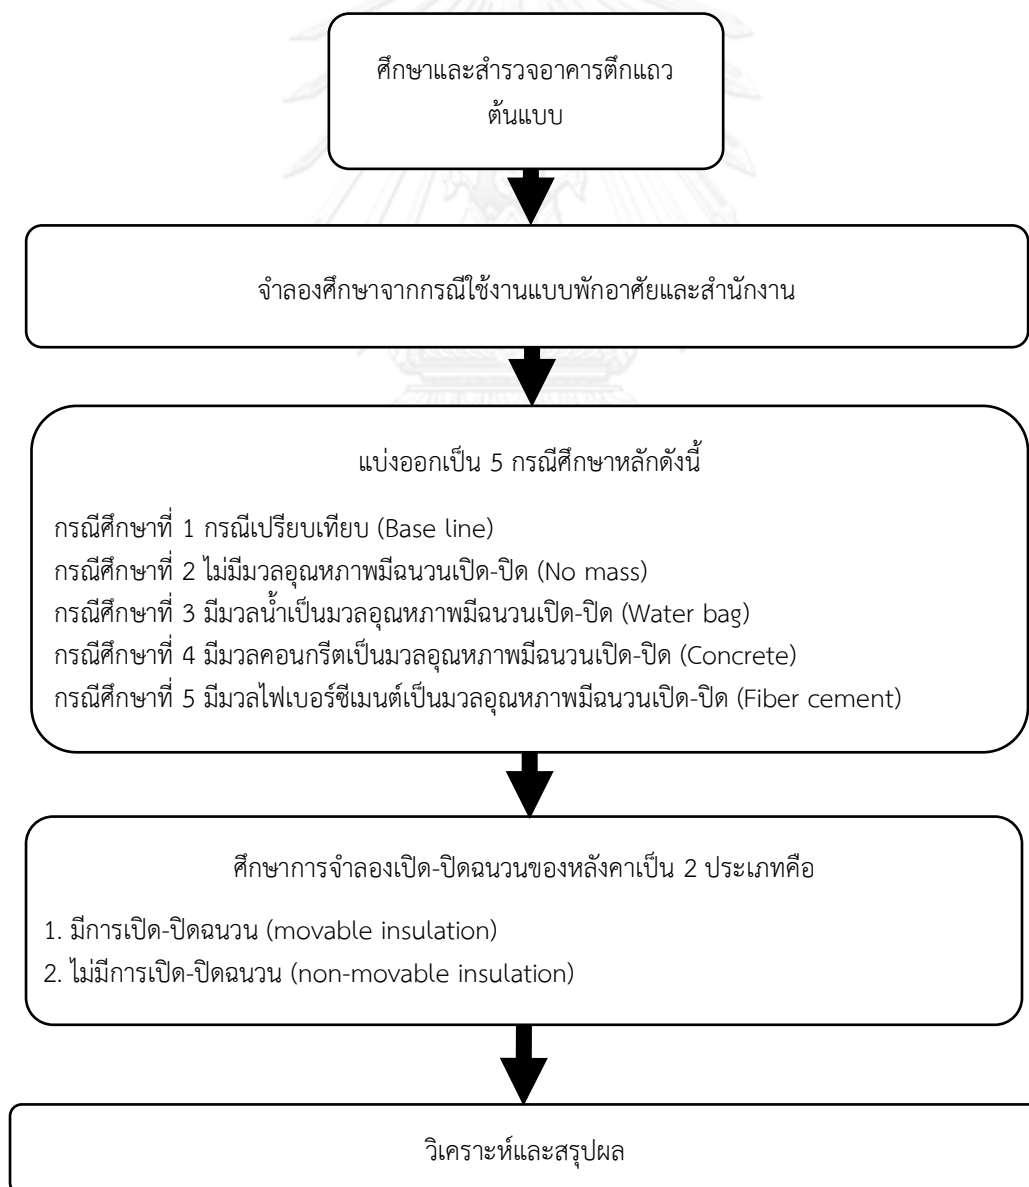 ศึกษาและสำรวจอาคารตึกแถว
ต้นแบบ
จำลองศึกษาจากกรณีใช้งานแบบพักอาศัยและสำนักงาน
แบ่งออกเป็น 5 กรณีศึกษาหลักดังนี้
กรณีศึกษาที่ 1 กรณีเปรียบเทียบ (Base line)
กรณีศึกษาที่ 2 ไม่มีมวลอุณหภาพมีฉนวนเปิด-ปิด (No mass)
กรณีศึกษาที่ 3 มีมวลน้ำเป็นมวลอุณหภาพมีฉนวนเปิด-ปิด (Water bag)
กรณีศึกษาที่ 4 มีมวลคอนกรีตเป็นมวลอุณหภาพมีฉนวนเปิด-ปิด (Concrete)
กรณีศึกษาที่ 5 มีมวลไฟเบอร์ซีเมนต์เป็นมวลอุณหภาพมีฉนวนเปิด-ปิด (Fiber cement)
ศึกษาการจำลองเปิด-ปิดฉนวนของหลังคาเป็น 2 ประเภทคือ
1. มีการเปิด-ปิดฉนวน (movable insulation)
2. ไม่มีการเปิด-ปิดฉนวน (non-movable insulation)
วิเคราะห์และสรุปผล